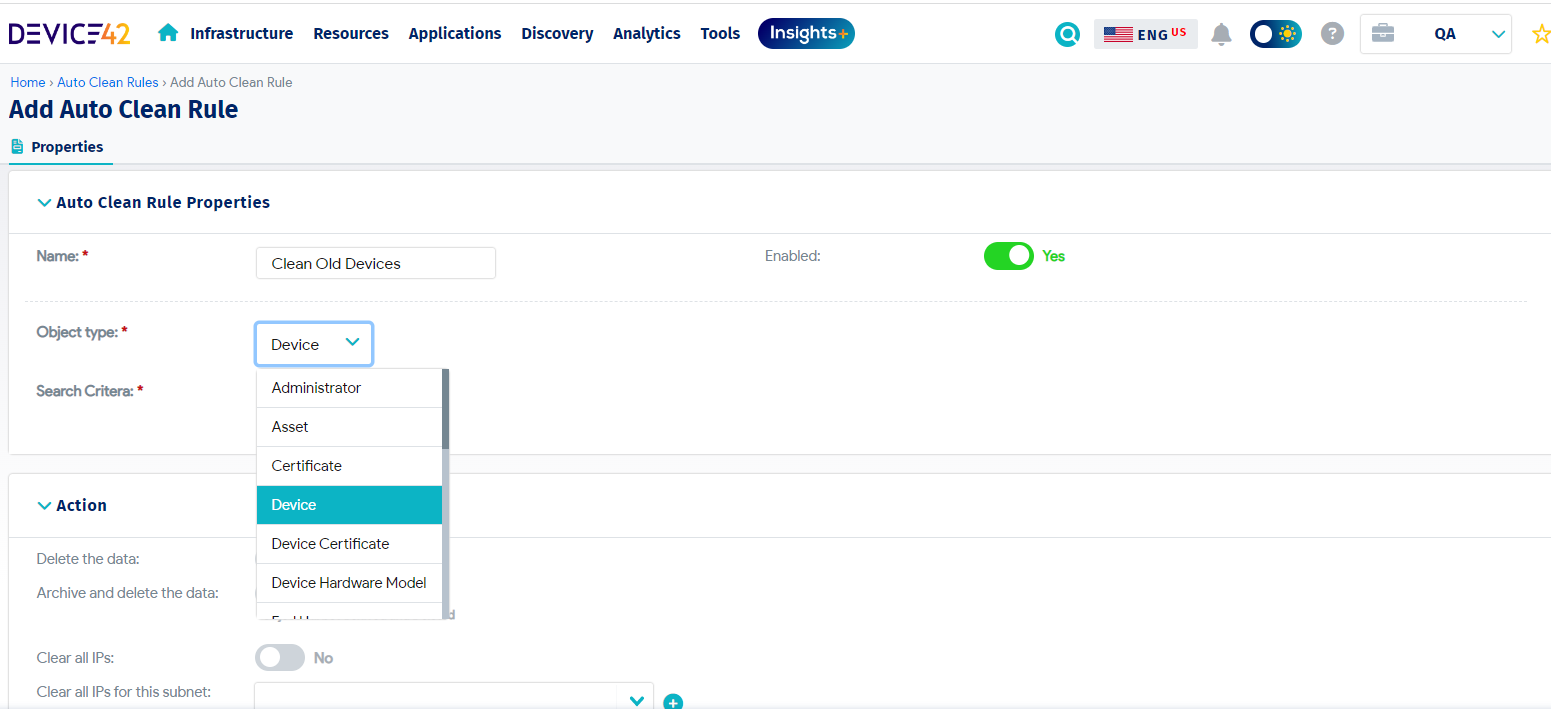 DEVICE42 Infrastructure Resources Applications Discovery Analytics Tools Insights+ ENG US ? QA
Home › Auto Clean Rules › Add Auto Clean Rule
Add Auto Clean Rule
Properties
Auto Clean Rule Properties
Name: * Clean Old Devices Enabled: Yes
Object type: * Device
Administrator
Search Critera: *
Asset
Certificate
Action
Device
Delete the data:
Device Certificate
Archive and delete the data:
Device Hardware Model
Clear all IPs: No
Clear all IPs for this subnet: